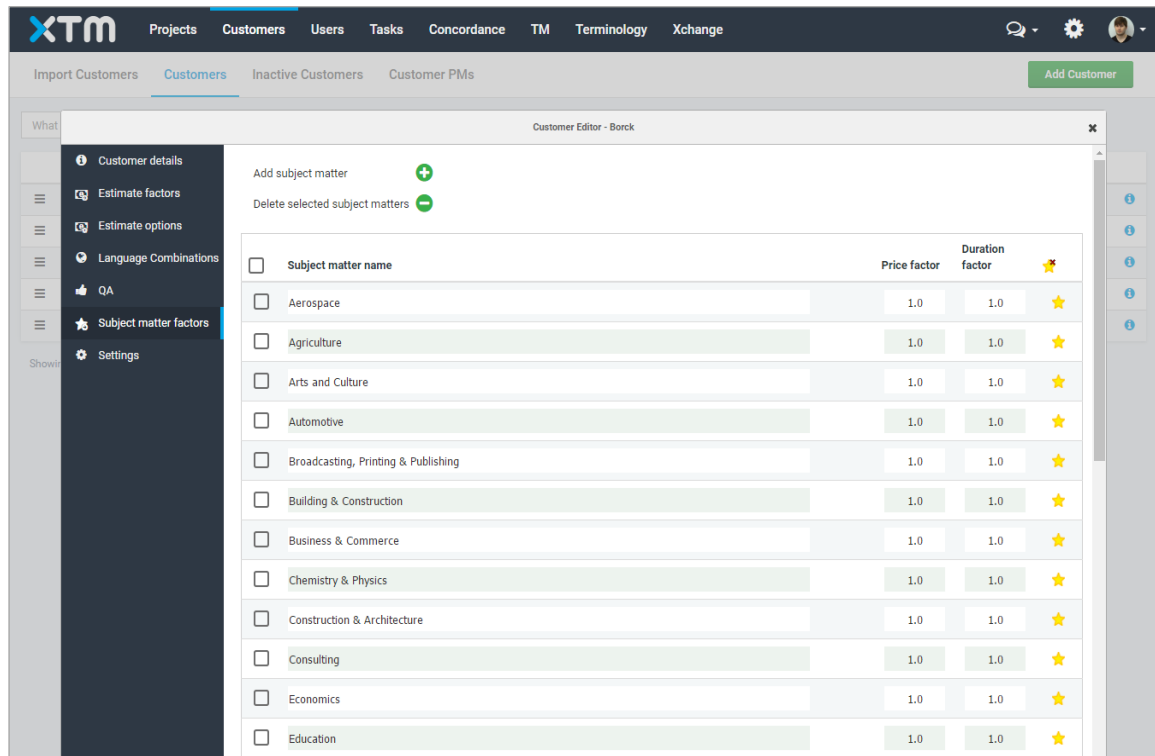 XTM Projects Customers Users Tasks Concordance TM Terminology Xchange
Import Customers Customers Inactive Customers Customer PMs Add Customer
What
Customer Editor - Borck
Customer details
Estimate factors
Estimate options
Language Combinations
QA
Subject matter factors
Settings
Add subject matter
Delete selected subject matters
Subject matter name Price factor Duration factor
Aerospace 1.0 1.0
Agriculture 1.0 1.0
Arts and Culture 1.0 1.0
Automotive 1.0 1.0
Broadcasting, Printing & Publishing 1.0 1.0
Building & Construction 1.0 1.0
Business & Commerce 1.0 1.0
Chemistry & Physics 1.0 1.0
Construction & Architecture 1.0 1.0
Consulting 1.0 1.0
Economics 1.0 1.0
Education 1.0 1.0